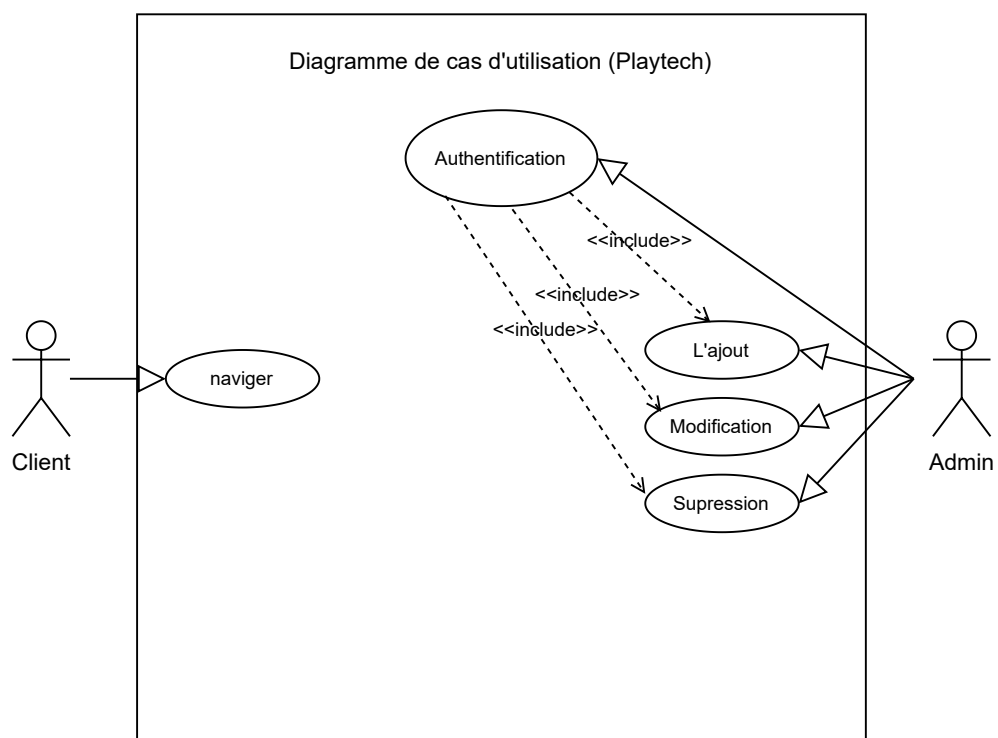 Diagramme de cas d'utilisation (Playtech)
Authentification
<<include>>
<<include>>
<<include>>
L'ajout
naviger
Modification
Client
Admin
Supression